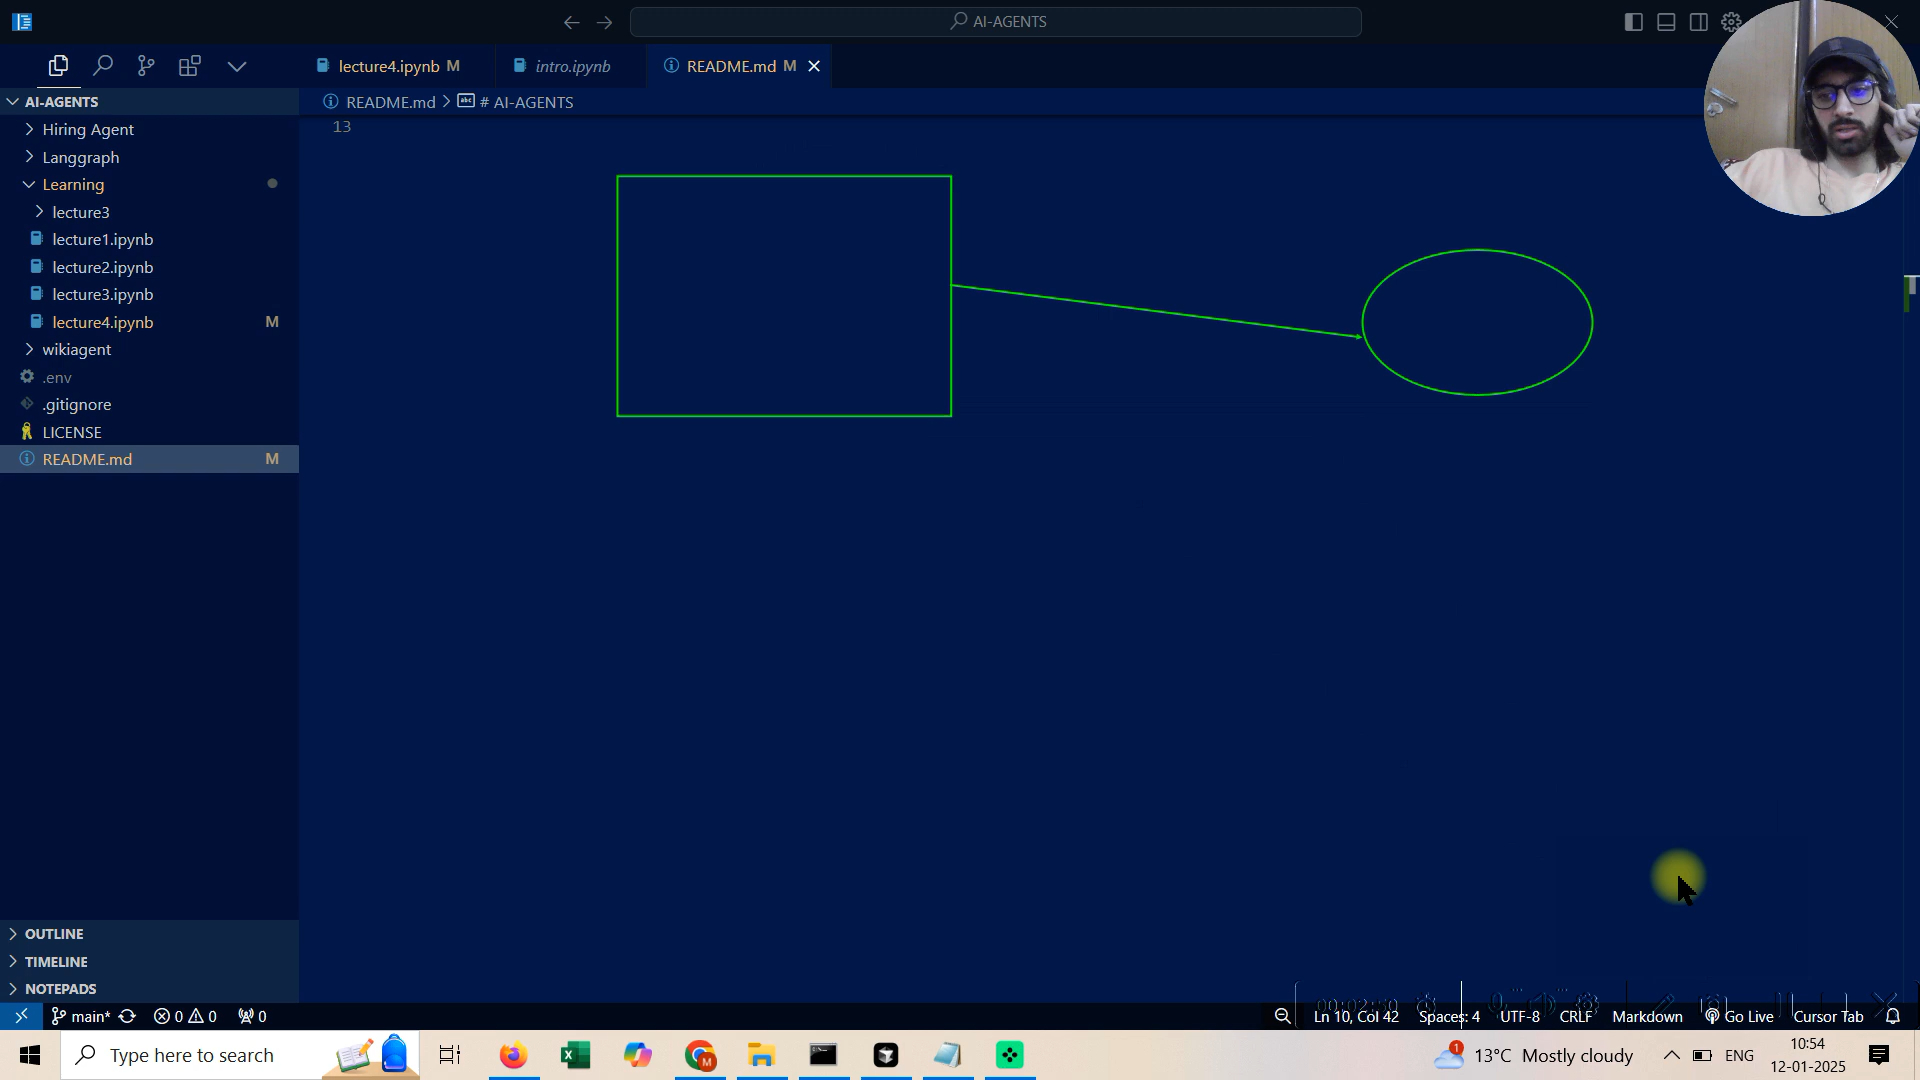 AI-AGENTS
lecture4.ipynb M
intro.ipynb
README.md M
AI-AGENTS
README.md > # AI-AGENTS
13
Hiring Agent
Langgraph
Learning
lecture3
lecture1.ipynb
lecture2.ipynb
lecture3.ipynb
lecture4.ipynb M
wikiagent
.env
.gitignore
LICENSE
README.md M
OUTLINE
TIMELINE
NOTEPADS
main* 0 0 0
Ln 10, Col 42 Spaces: 4 UTF-8 CRLF Markdown Go Live Cursor Tab
Type here to search
1 13°C Mostly cloudy ENG
10:54
12-01-2025